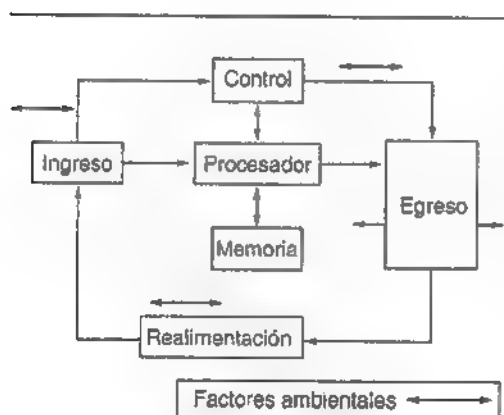 Control
Ingreso
Procesador
Egreso
Memoria
Realimentación
Factores ambientales